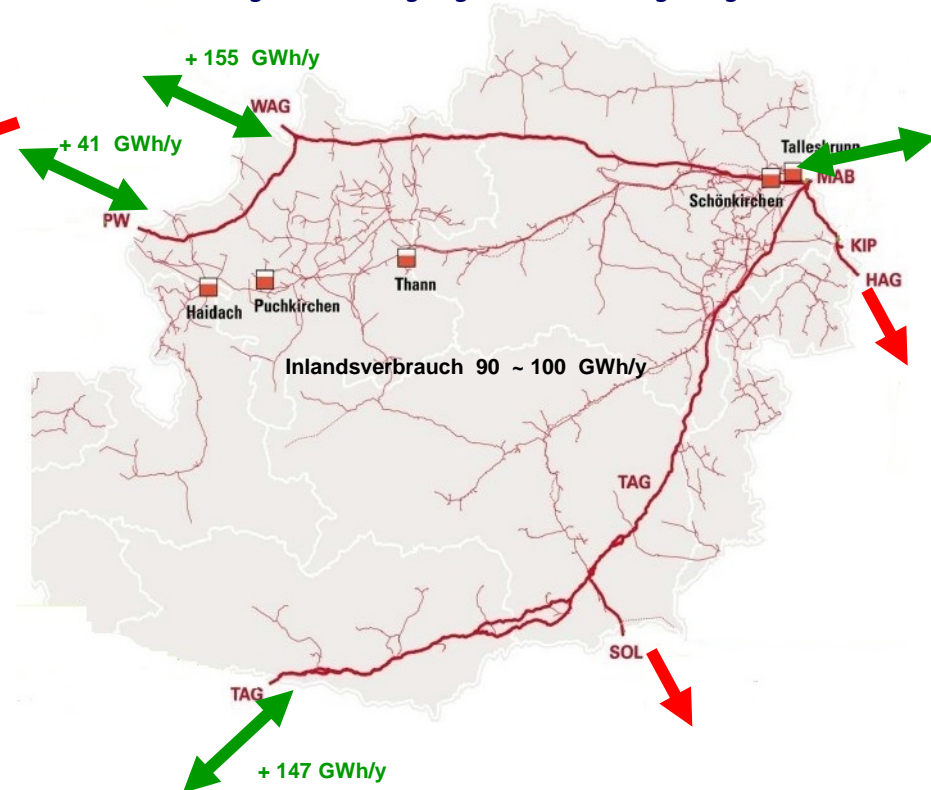 + 155 GWh/y
WAG
+ 41 GWh/y
Tallesbrunn
MAB
PW
Schönkirchen
KIP
HAG
Thann
Haidach
Puchkirchen
Inlandsverbrauch 90 ~ 100 GWh/y
TAG
SOL
TAG
+ 147 GWh/y